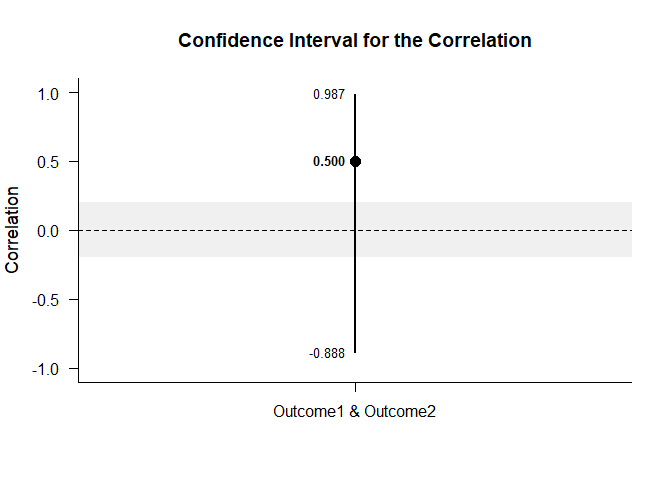 Confidence Interval for the Correlation
Correlation
1.0
0.5
0.0
-0.5
-1.0
0.987
0.500
-0.888
Outcome1 & Outcome2